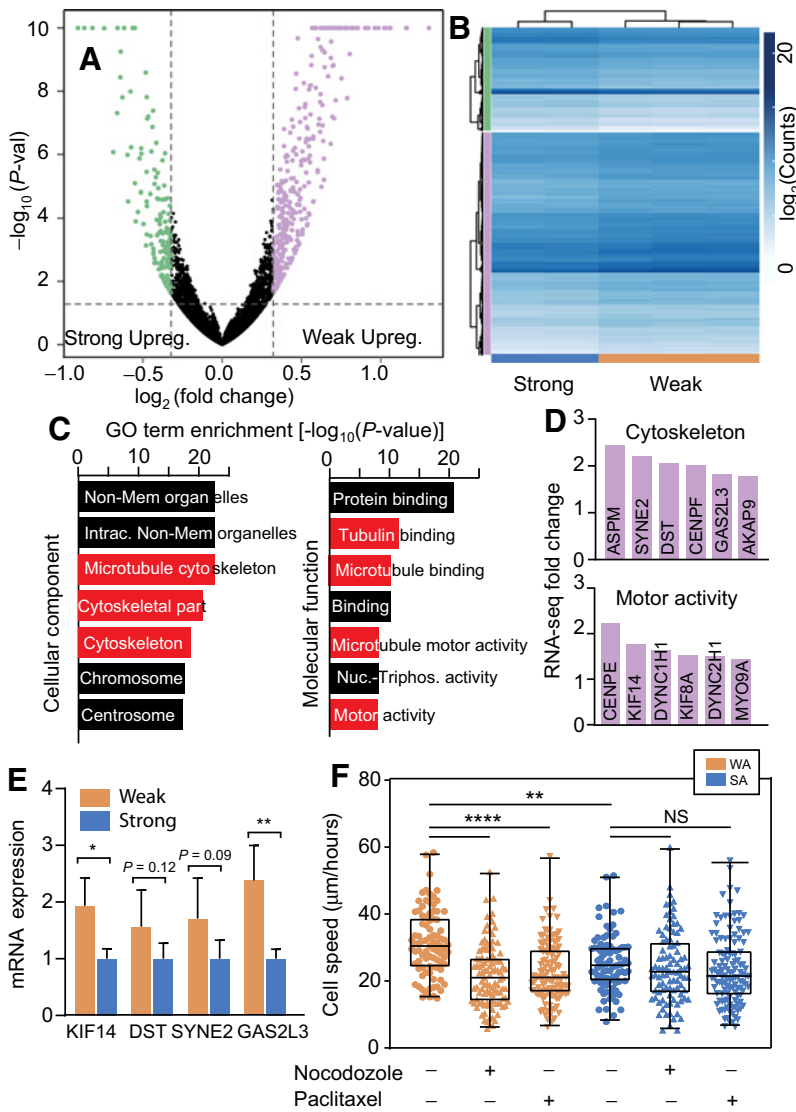 A
10
8
6
4
2
0
−log10(P-val)
Strong Upreg.
Weak Upreg.
−1.0
−0.5
0.0
0.5
1.0
log2(fold change)
B
20
0
log2(Counts)
Strong
Weak
C
GO term enrichment [-log10(P-value)]
0
10
20
Cellular component
Non-Mem organelles
Intrac. Non-Mem organelles
Microtubule cytoskeleton
Cytoskeletal part
Cytoskeleton
Chromosome
Centrosome
0
10
20
Molecular function
Protein binding
Tubulin binding
Microtubule binding
Binding
Microtubule motor activity
Nuc.-Triphos. activity
Motor activity
D
RNA-seq fold change
3
2
1
0
Cytoskeleton
ASPM
SYNE2
DST
CENPF
GAS2L3
AKAP9
3
2
1
0
Motor activity
CENPE
KIF14
DYNC1H1
KIF8A
DYNC2H1
MYO9A
E
mRNA expression
4
3
2
1
0
Weak
Strong
*
P = 0.12
P = 0.09
**
KIF14
DST
SYNE2
GAS2L3
F
WA
SA
Cell speed (μm/hours)
80
60
40
20
0
**
****
NS
Nocodozole − + − − + −
Paclitaxel − − + − − +